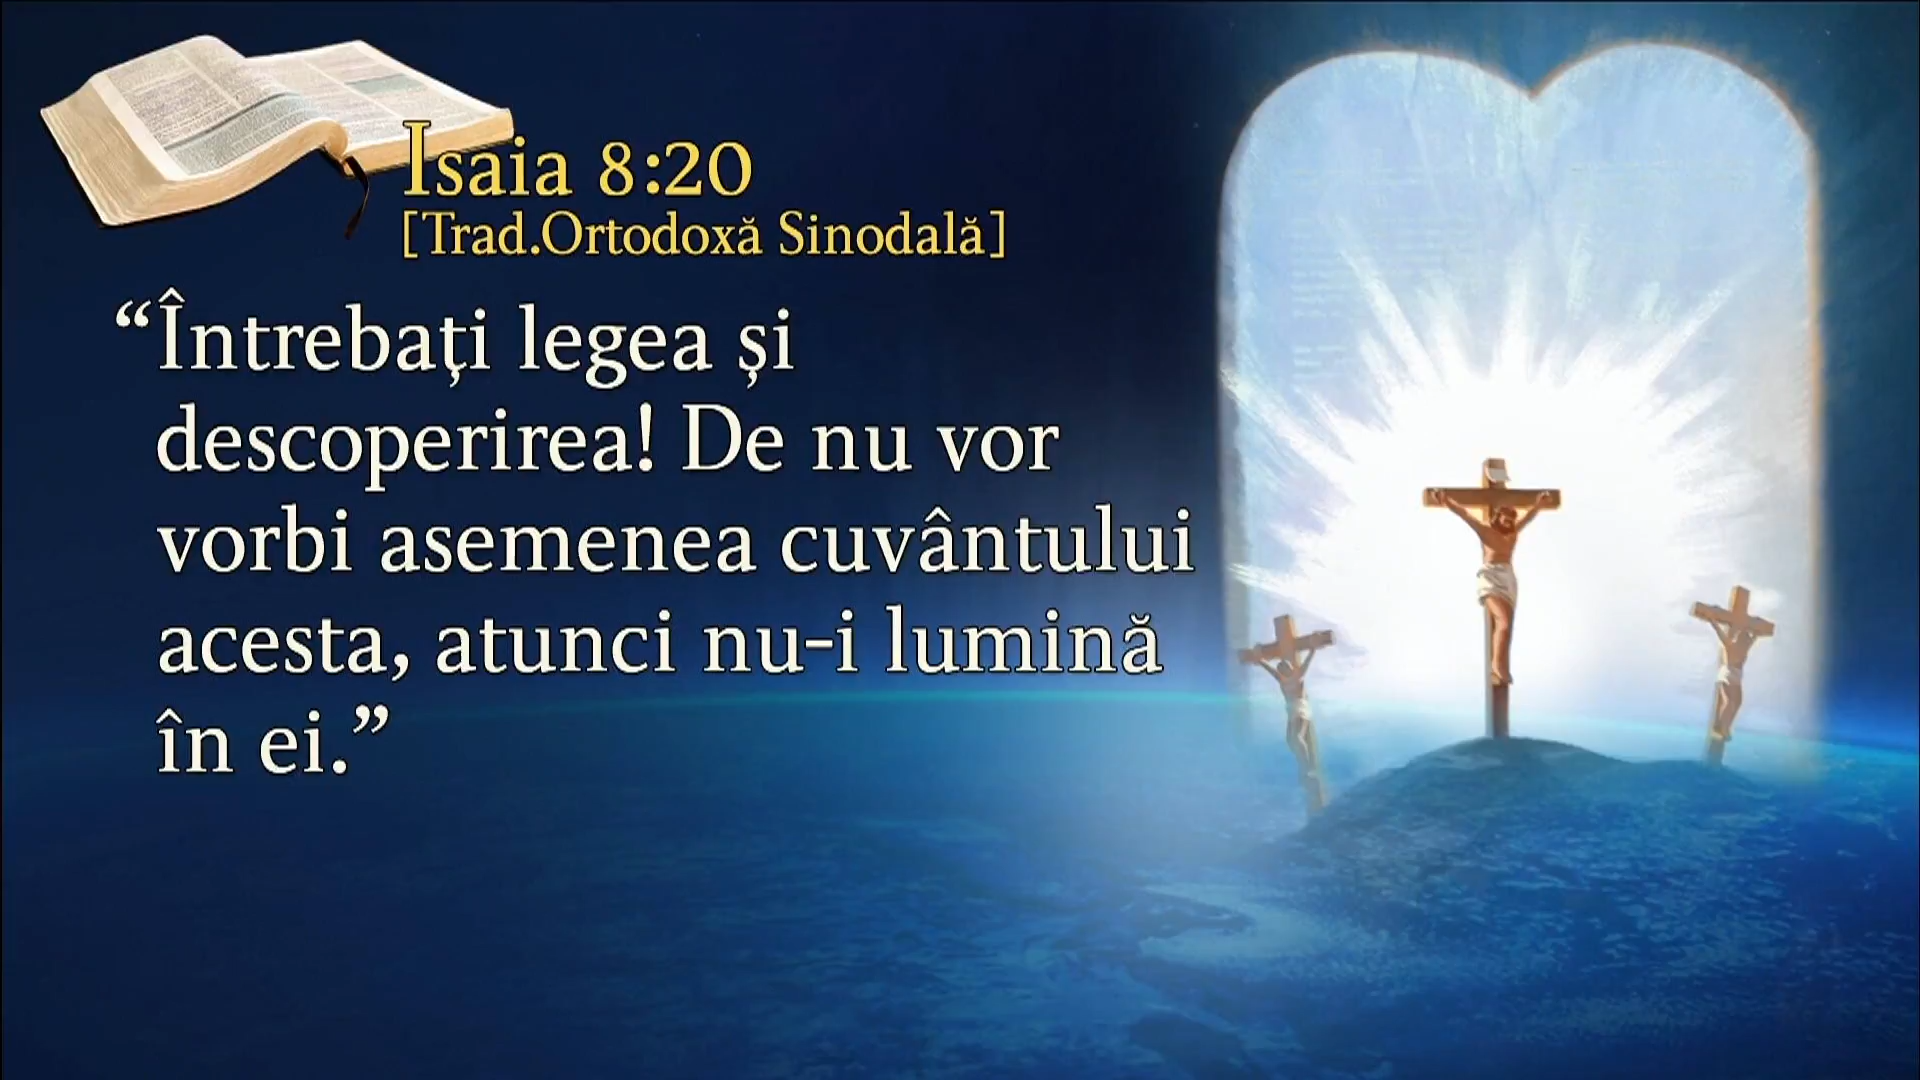 Isaia 8:20
[Trad.Ortodoxă Sinodală]
“Întrebați legea și
descoperirea! De nu vor
vorbi asemenea cuvântului
acesta, atunci nu-i lumină
în ei.”